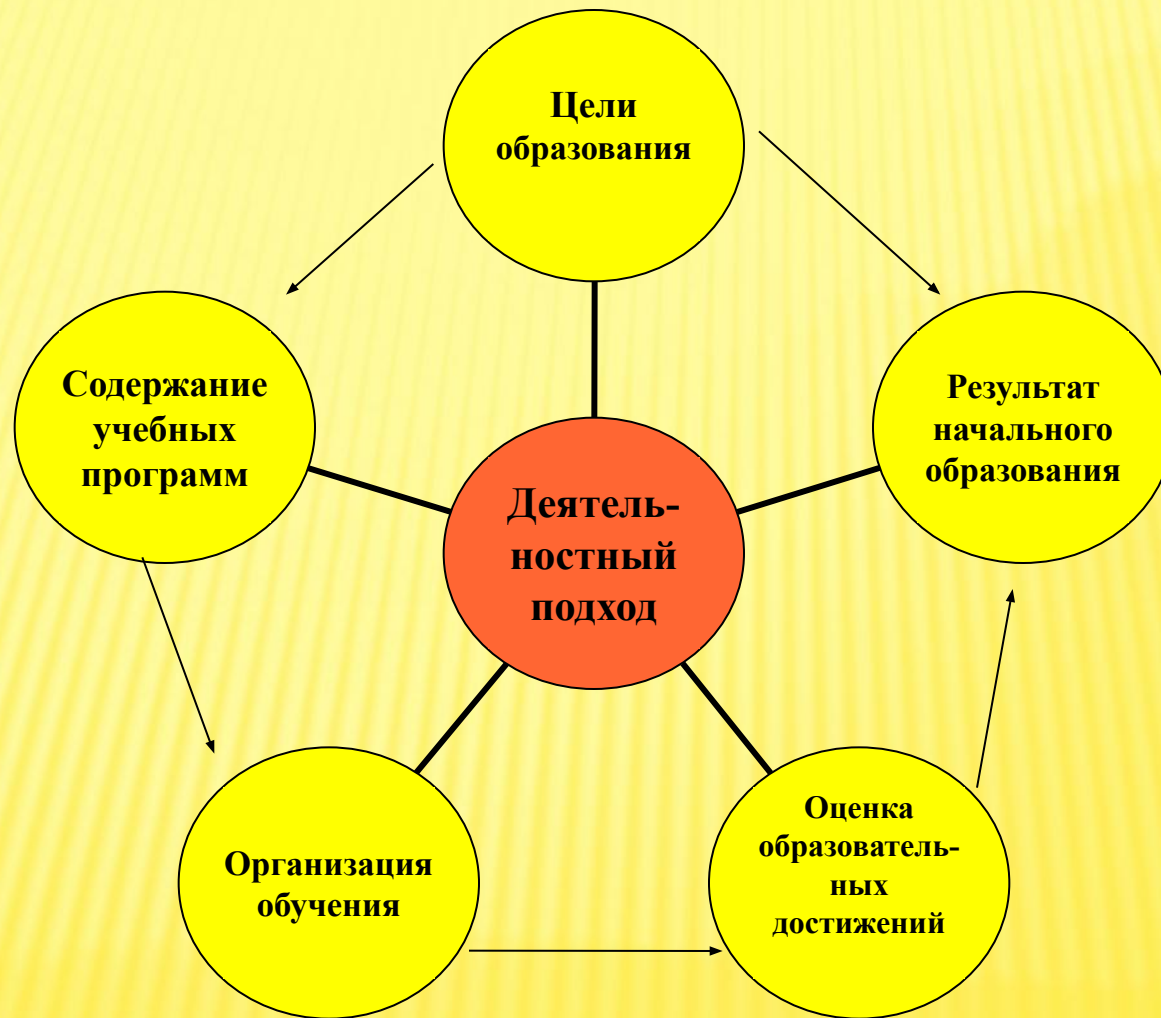 Цели
образования
Содержание
учебных
программ
Результат
начального
образования
Деятель-
ностный
подход
Организация
обучения
Оценка
образователь-
ных
достижений